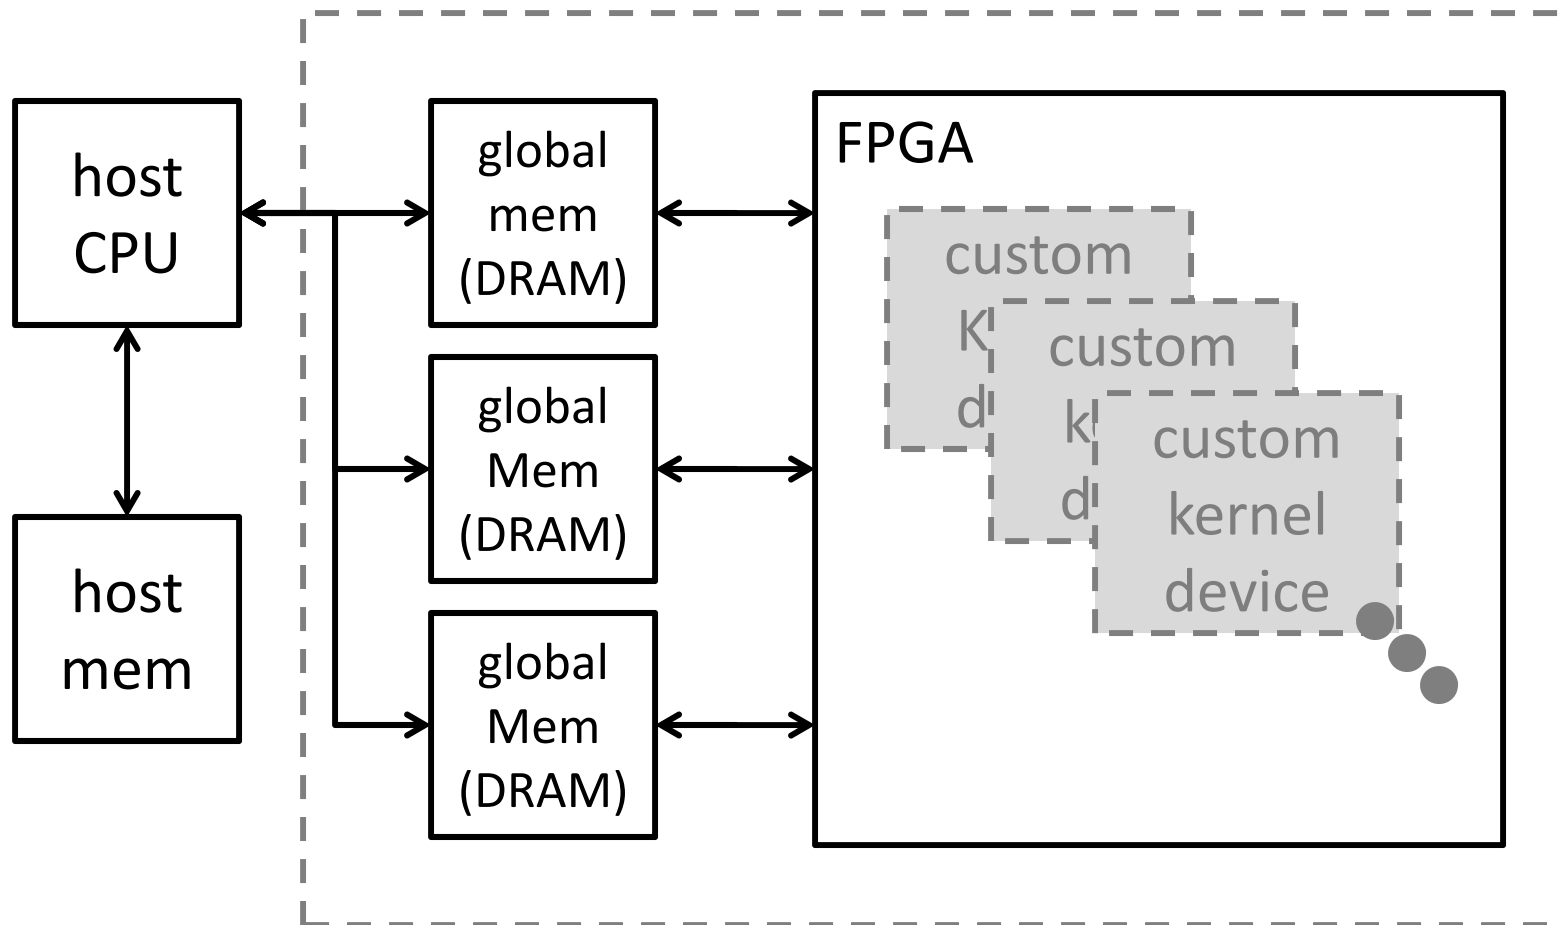 host
CPU
host
mem
global
mem
(DRAM)
global
Mem
(DRAM)
global
Mem
(DRAM)
FPGA
custom
K
d
custom
k
d
custom
kernel
device